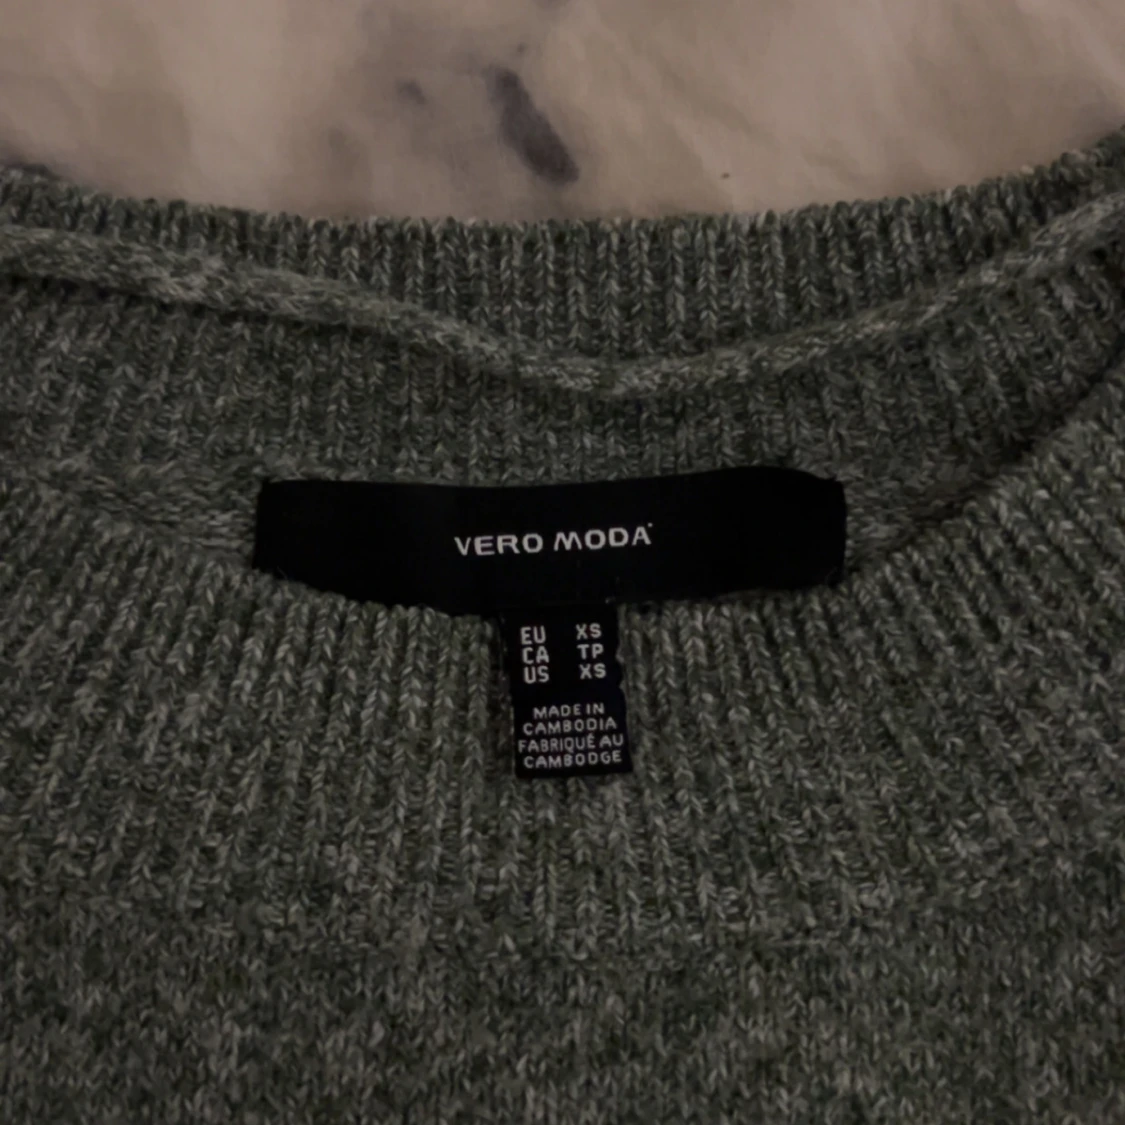 VERO MODA
EU XS
CA TP
US XS
MADE IN
CAMBODIA
FABRIQUÉ AU
CAMBODGE